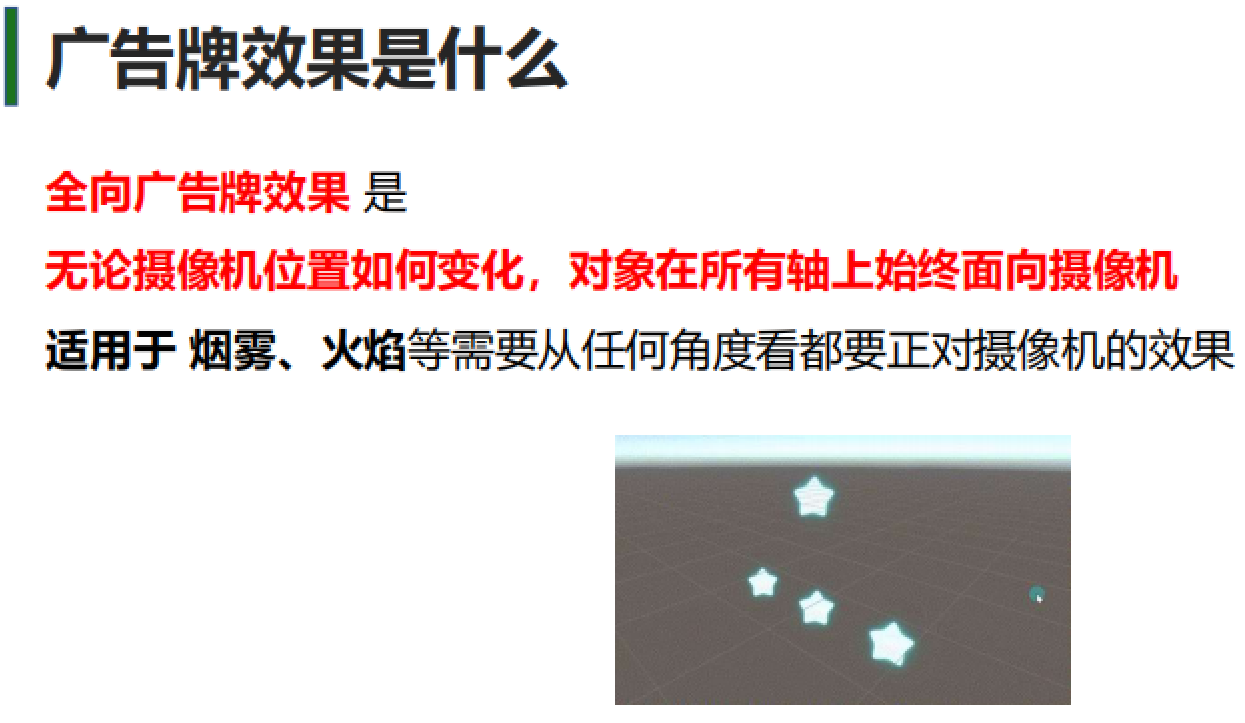 广告牌效果是什么
全向广告牌效果 是
无论摄像机位置如何变化，对象在所有轴上始终面向摄像机
适用于 烟雾、火焰等需要从任何角度看都要正对摄像机的效果